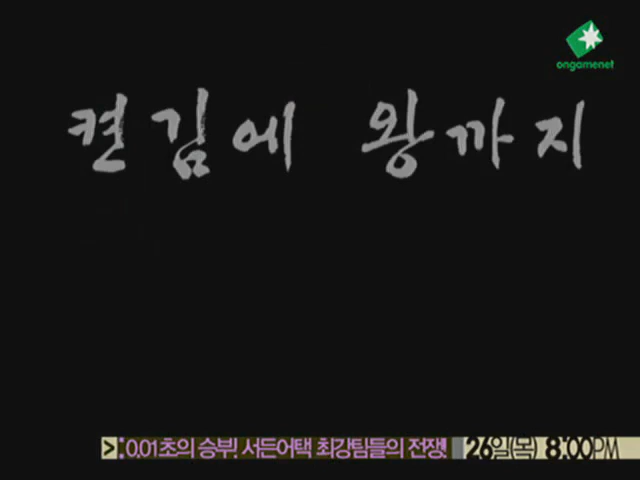 ongamenet
켠김에 왕까지
>:0.01초의 승부! 서든어택 최강팀들의 전쟁! 26일(목) 8:00PM